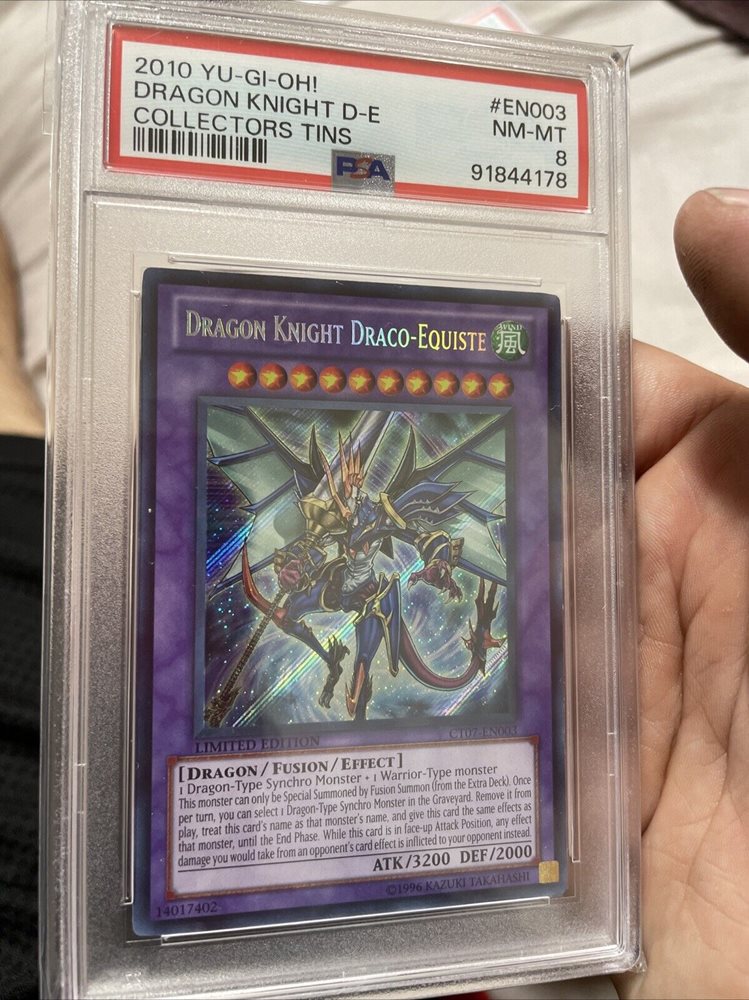 2010 YU-GI-OH! #EN003
DRAGON KNIGHT D-E NM-MT
COLLECTORS TINS 8
PSA 91844178
DRAGON KNIGHT DRACO-EQUISTE
WIND
風
LIMITED EDITION CT07-EN003
[DRAGON/FUSION/EFFECT]
1 Dragon-Type Synchro Monster + 1 Warrior-Type monster
This monster can only be Special Summoned by Fusion Summon (from the Extra Deck). Once
per turn, you can select 1 Dragon-Type Synchro Monster in the Graveyard. Remove it from
play, treat this card's name as that monster's name, and give this card the same effects as
that monster, until the End Phase. While this card is in face-up Attack Position, any effect
damage you would take from an opponent's card effect is inflicted to your opponent instead.
ATK/3200 DEF/2000
14017402 ©1996 KAZUKI TAKAHASHI